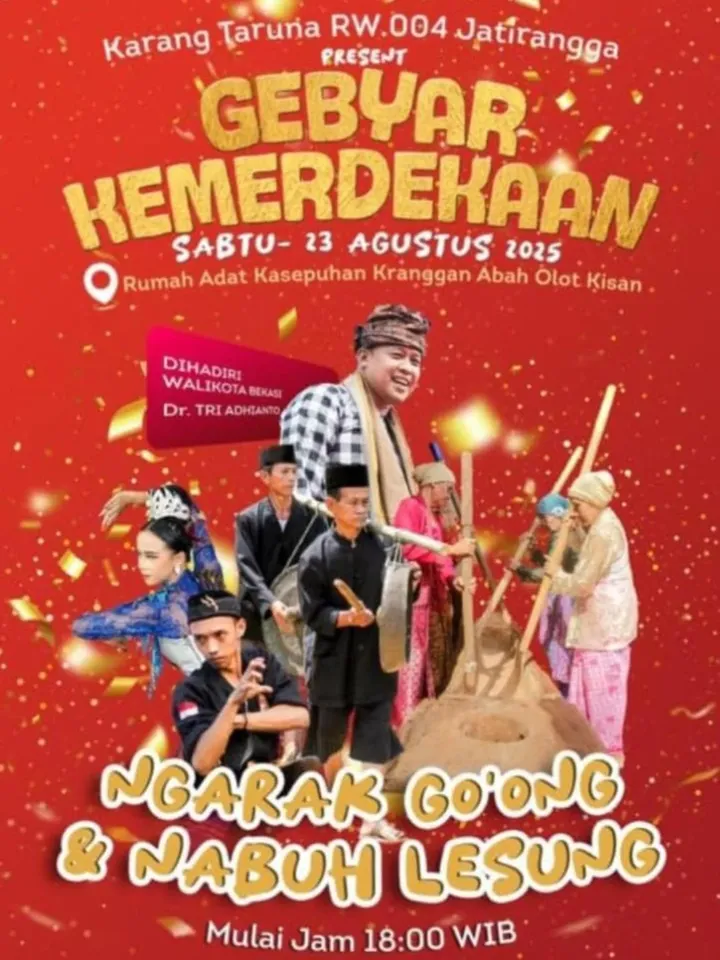 Karang Taruna RW.004 Jatirangga
PRESENT
GEBYAR
KEMERDEKAAN
SABTU- 23 AGUSTUS 2025
Rumah Adat Kasepuhan Kranggan Abah Olot Kisan
DIHADIRI
WALIKOTA BEKASI
Dr. TRI ADHIANTO
NGARAK GO'ONG
& NABUH LESUNG
Mulai Jam 18:00 WIB